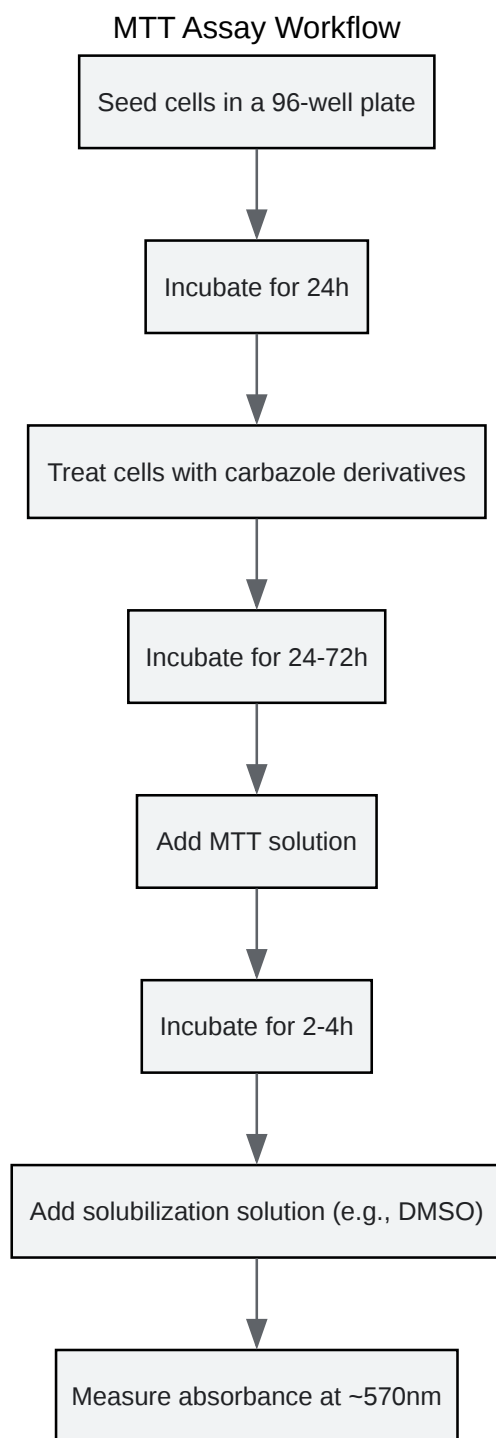 MTT Assay Workflow
Seed cells in a 96-well plate
Incubate for 24h
Treat cells with carbazole derivatives
Incubate for 24-72h
Add MTT solution
Incubate for 2-4h
Add solubilization solution (e.g., DMSO)
Measure absorbance at ~570nm